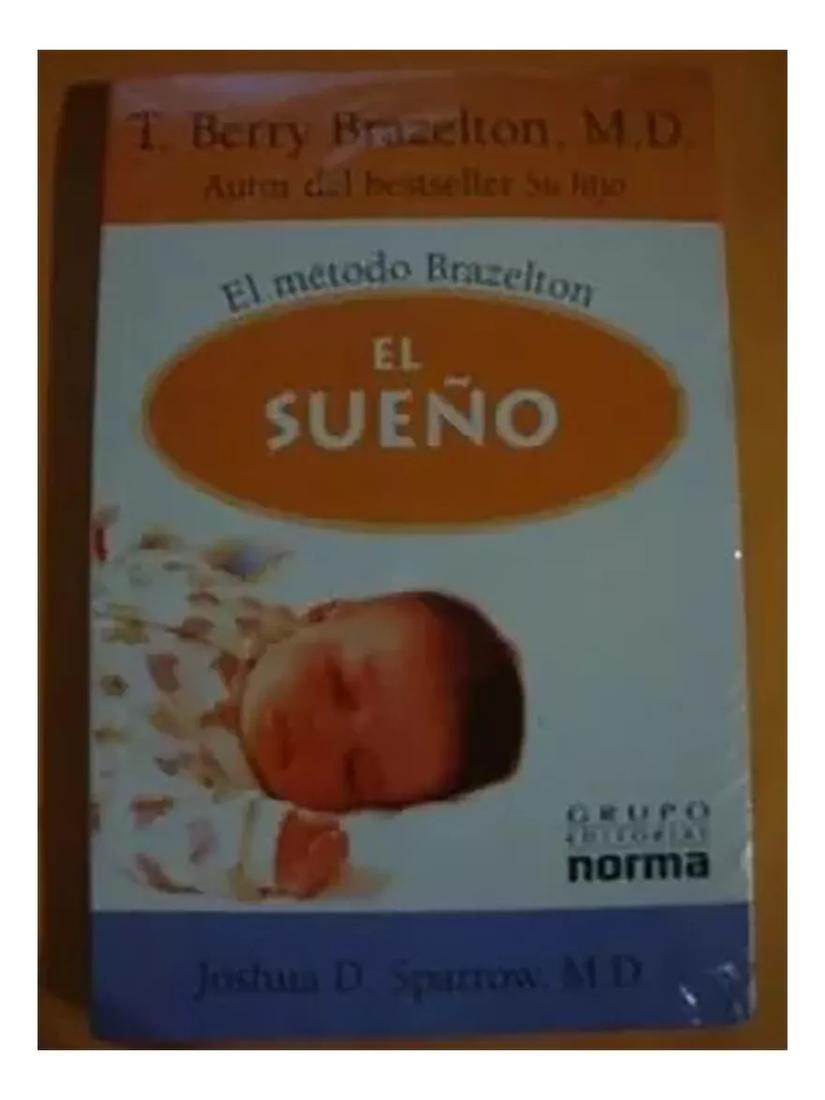 T. Berry Brazelton, M.D.
Autor del bestseller Su hijo
El método Brazelton
EL
SUEÑO
GRUPO
EDITORIAL
norma
Joshua D. Sparrow, M.D.